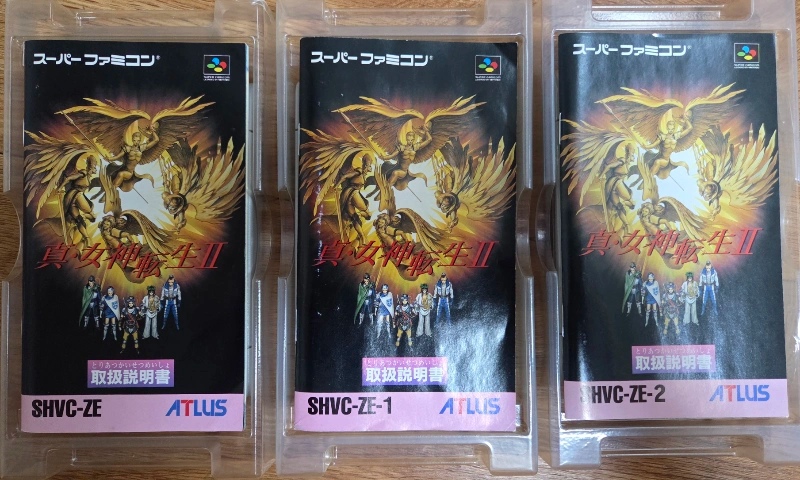 スーパーファミコン®
真・女神転生II
とりあつかいせつめいしょ
取扱説明書
SHVC-ZE
ATLUS
スーパーファミコン®
真・女神転生II
とりあつかいせつめいしょ
取扱説明書
SHVC-ZE-1
ATLUS
スーパーファミコン®
真・女神転生II
とりあつかいせつめいしょ
取扱説明書
SHVC-ZE-2
ATLUS